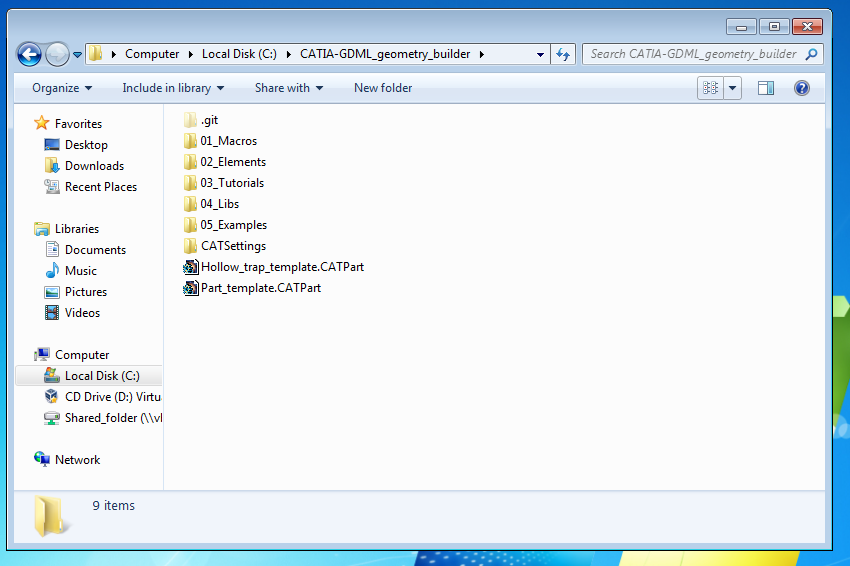 Computer Local Disk (C:) CATIA-GDML_geometry_builder
Search CATIA-GDML_geometry_builder
Organize Include in library Share with New folder
Favorites
Desktop
Downloads
Recent Places
Libraries
Documents
Music
Pictures
Videos
Computer
Local Disk (C:)
CD Drive (D:) Virtu
Shared_folder (\\vl
Network
.git
01_Macros
02_Elements
03_Tutorials
04_Libs
05_Examples
CATSettings
Hollow_trap_template.CATPart
Part_template.CATPart
9 items